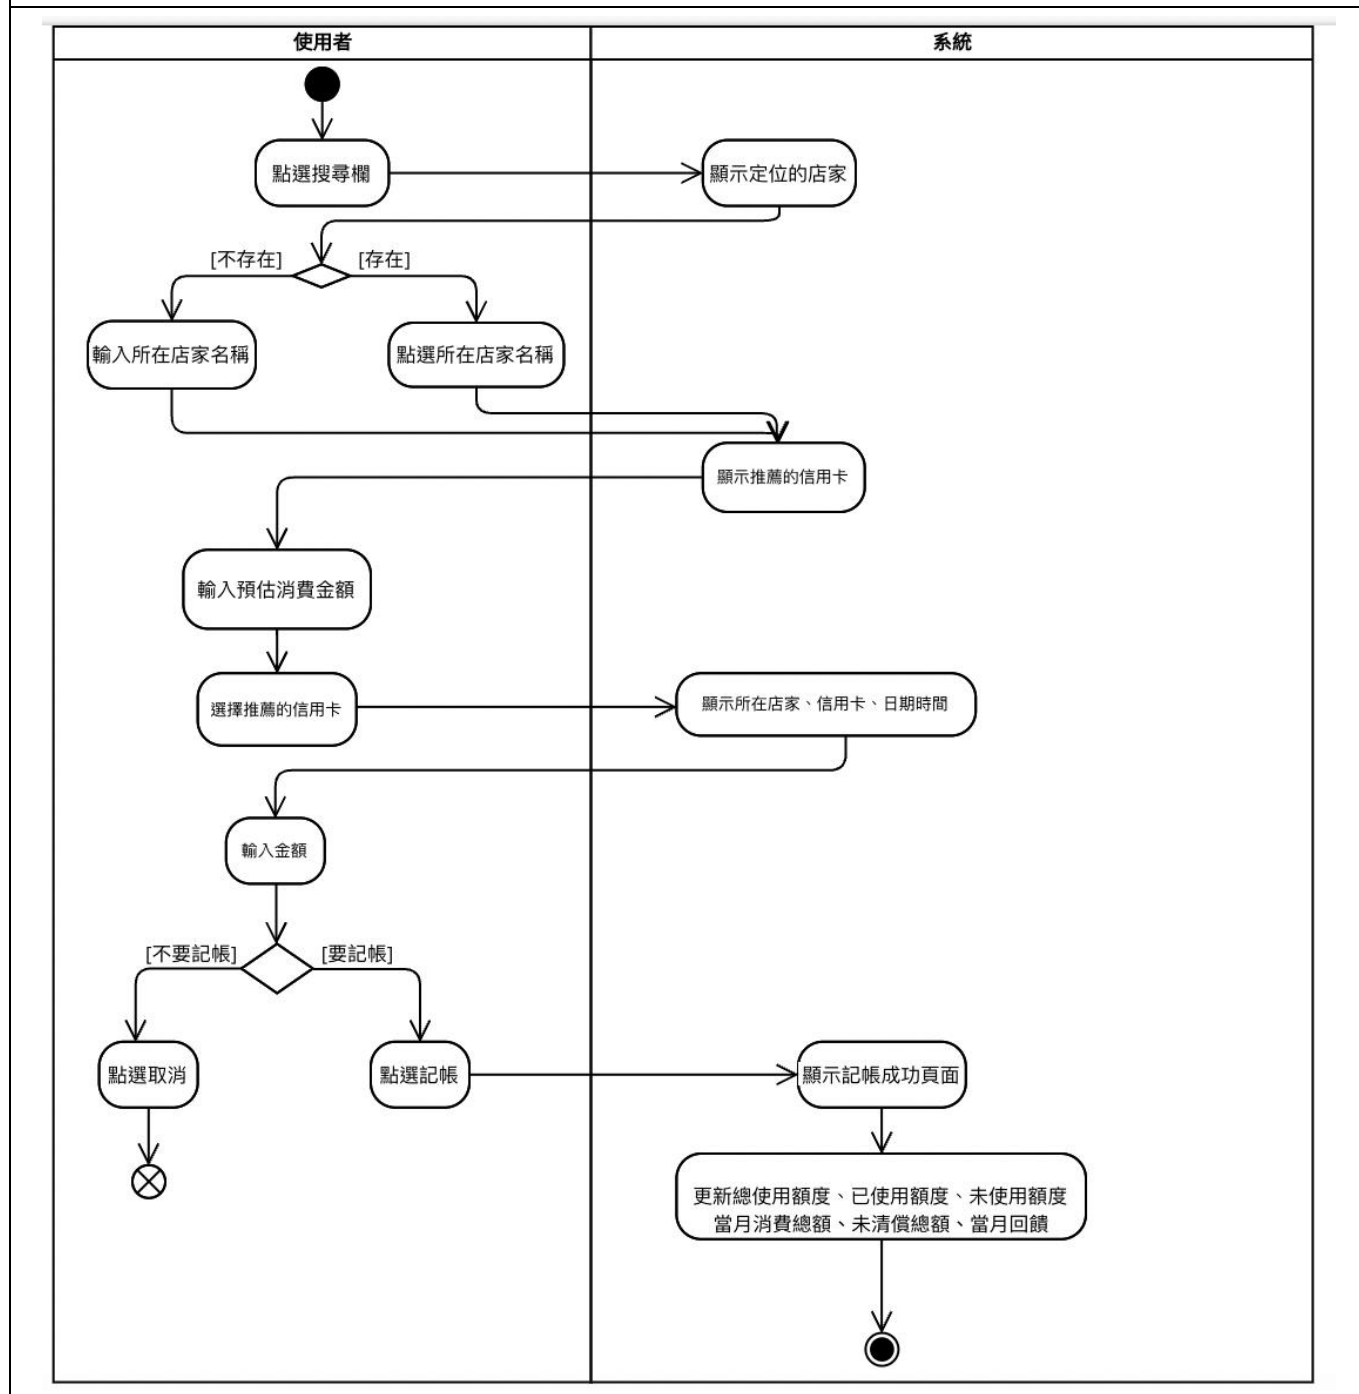 使用者
系統
點選搜尋欄
顯示定位的店家
[不存在]
[存在]
輸入所在店家名稱
點選所在店家名稱
顯示推薦的信用卡
輸入預估消費金額
選擇推薦的信用卡
顯示所在店家、信用卡、日期時間
輸入金額
[不要記帳]
[要記帳]
點選取消
點選記帳
顯示記帳成功頁面
更新總使用額度、已使用額度、未使用額度
當月消費總額、未清償總額、當月回饋